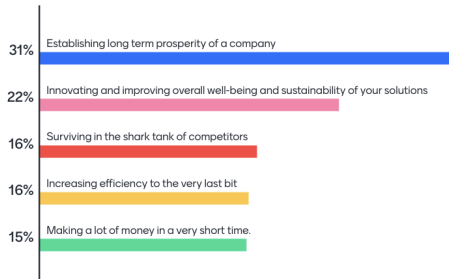 31% Establishing long term prosperity of a company
22% Innovating and improving overall well-being and sustainability of your solutions
16% Surviving in the shark tank of competitors
16% Increasing efficiency to the very last bit
15% Making a lot of money in a very short time.